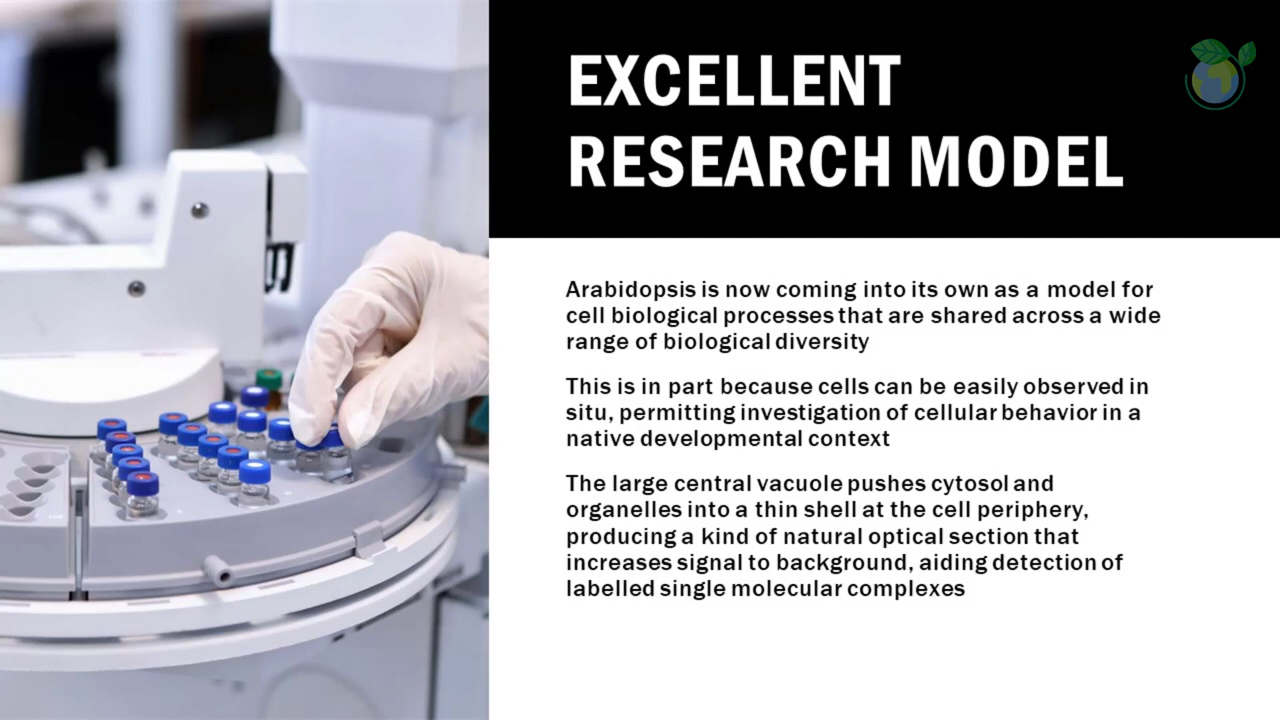 EXCELLENT
RESEARCH MODEL
Arabidopsis is now coming into its own as a model for
cell biological processes that are shared across a wide
range of biological diversity
This is in part because cells can be easily observed in
situ, permitting investigation of cellular behavior in a
native developmental context
The large central vacuole pushes cytosol and
organelles into a thin shell at the cell periphery,
producing a kind of natural optical section that
increases signal to background, aiding detection of
labelled single molecular complexes